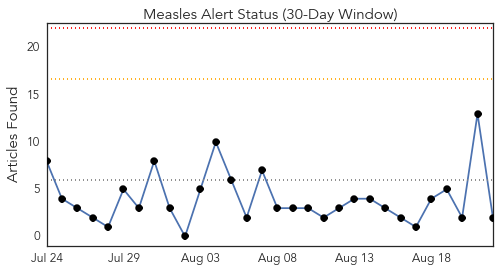 Measles Alert Status (30-Day Window)
Articles Found
20
15
10
5
0
Jul 24 Jul 29 Aug 03 Aug 08 Aug 13 Aug 18